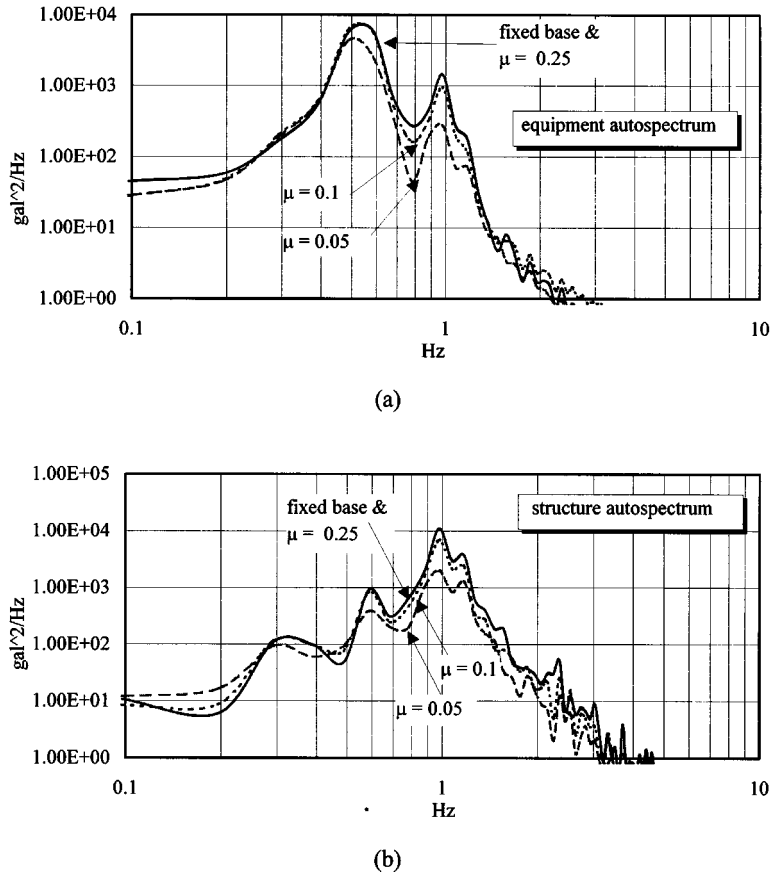 1.00E+04
fixed base &
μ = 0.25
1.00E+03
equipment autospectrum
1.00E+02
gal^2/Hz
μ = 0.1
1.00E+01
μ = 0.05
1.00E+00
0.1
1
10
Hz
(a)
1.00E+05
fixed base &
structure autospectrum
μ = 0.25
1.00E+04
1.00E+03
gal^2/Hz
1.00E+02
μ = 0.1
μ = 0.05
1.00E+01
1.00E+00
0.1
1
10
Hz
(b)